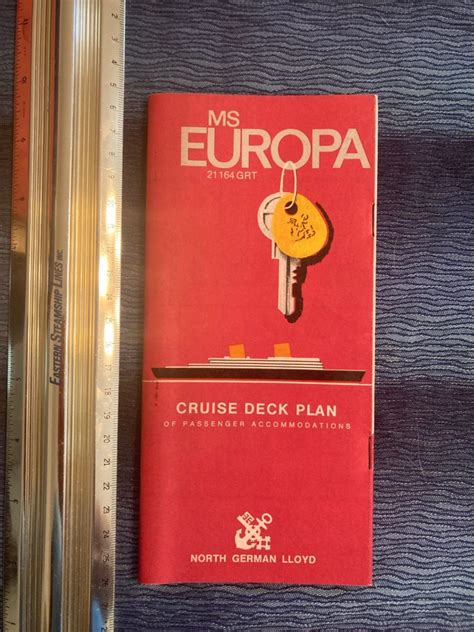 MS
EUROPA
21164 GRT
CRUISE DECK PLAN
OF PASSENGER ACCOMMODATIONS
NORTH GERMAN LLOYD
EASTERN STEAMSHIP LINES INC.